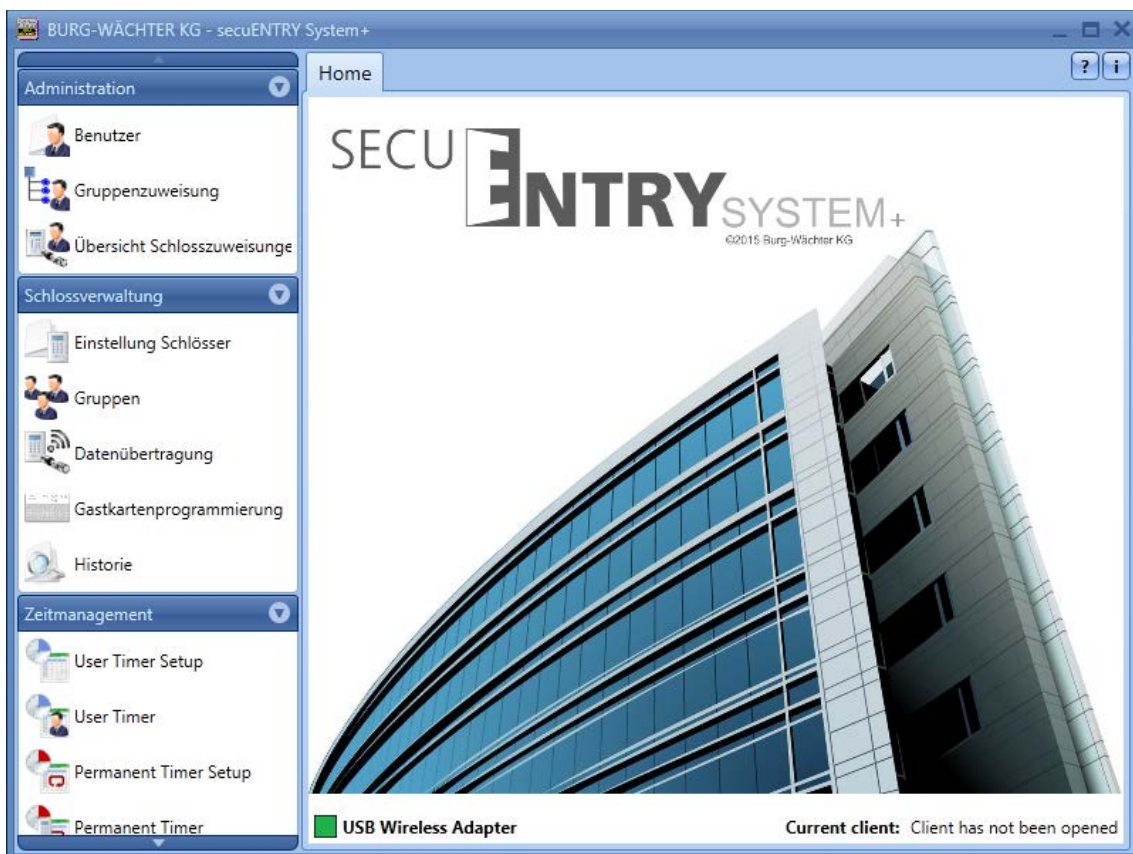 BURG-WÄCHTER KG - secuENTRY System+
Administration
Benutzer
Gruppenzuweisung
Übersicht Schlosszuweisunge
Schlossverwaltung
Einstellung Schlösser
Gruppen
Datenübertragung
Gastkartenprogrammierung
Historie
Zeitmanagement
User Timer Setup
User Timer
Permanent Timer Setup
Permanent Timer
Home
? i
SECU ENTRY SYSTEM+
©2015 Burg-Wächter KG
USB Wireless Adapter
Current client: Client has not been opened